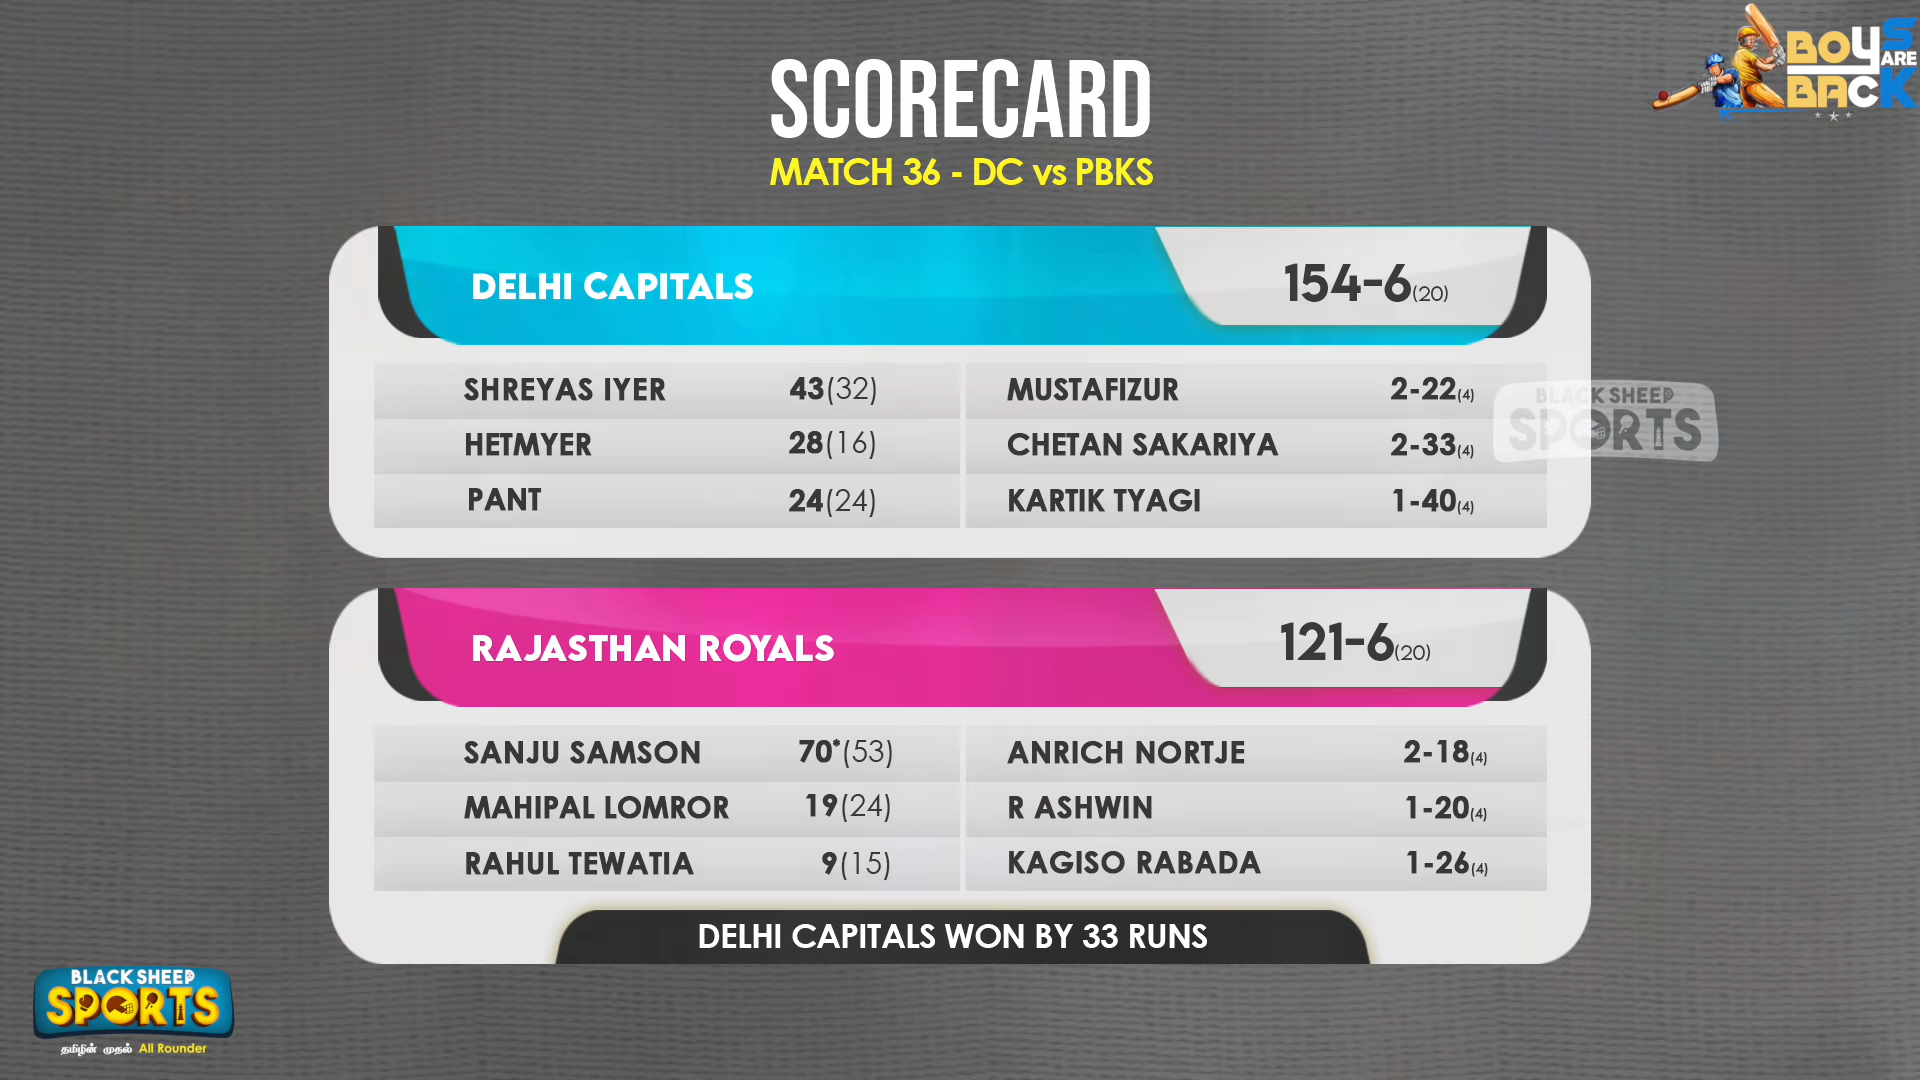 BOYS
ARE
BACK
SCORECARD
MATCH 36 - DC vs PBKS
DELHI CAPITALS 154-6(20)
SHREYAS IYER 43(32) MUSTAFIZUR 2-22(4)
HETMYER 28(16) CHETAN SAKARIYA 2-33(4)
PANT 24(24) KARTIK TYAGI 1-40(4)
BLACK SHEEP
SPORTS
RAJASTHAN ROYALS 121-6(20)
SANJU SAMSON 70*(53) ANRICH NORTJE 2-18(4)
MAHIPAL LOMROR 19(24) R ASHWIN 1-20(4)
RAHUL TEWATIA 9(15) KAGISO RABADA 1-26(4)
DELHI CAPITALS WON BY 33 RUNS
BLACK SHEEP
SPORTS
தமிழின் முதல் All Rounder